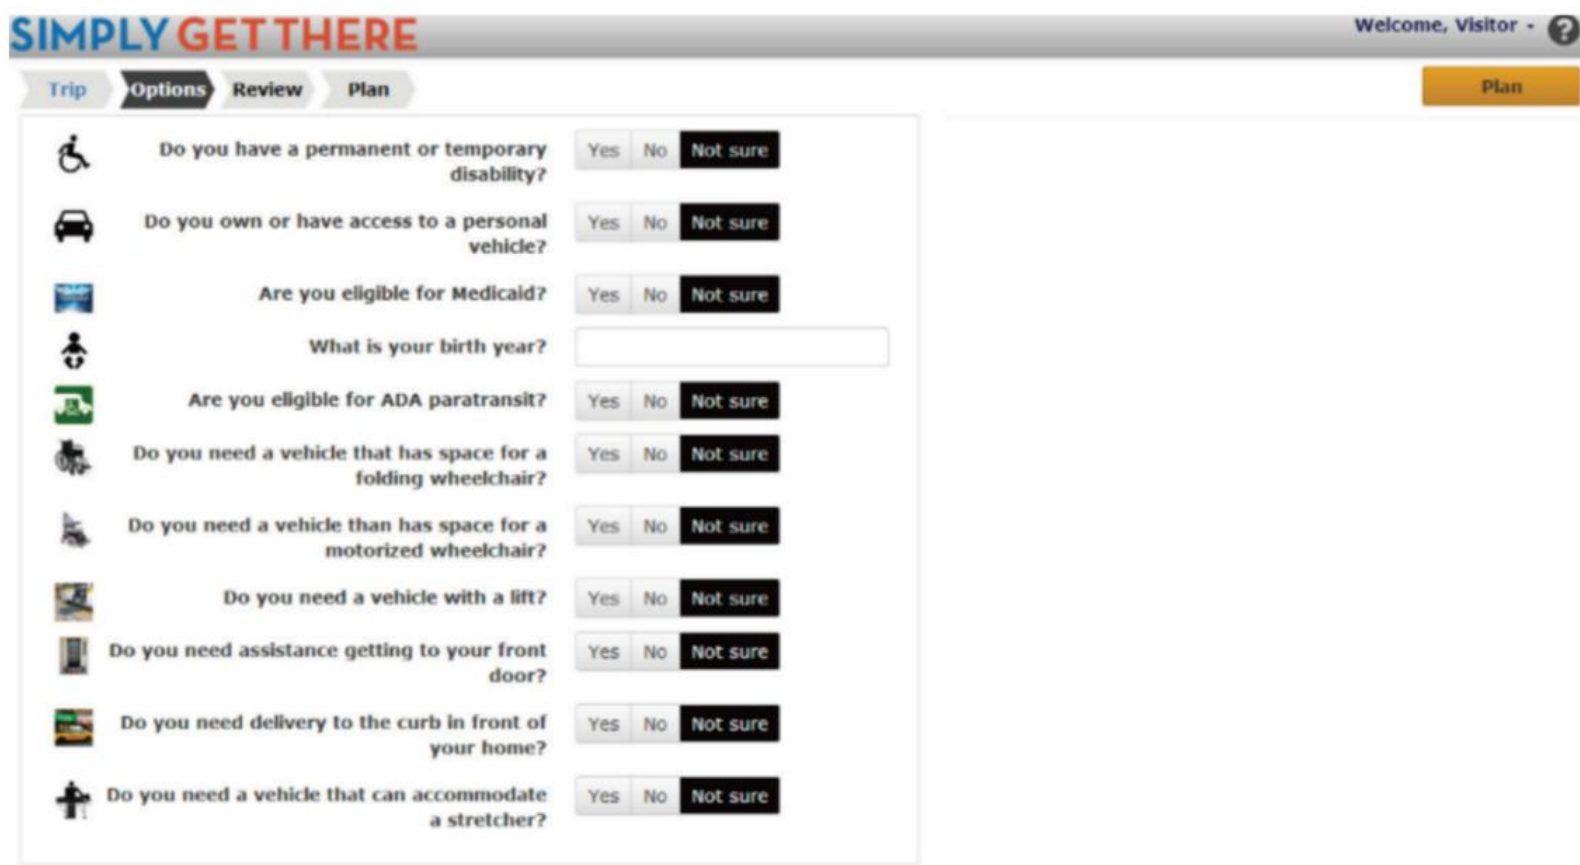 SIMPLY GET THERE
Welcome, Visitor
?
Trip Options Review Plan
Plan
Do you have a permanent or temporary
disability?
Yes No Not sure
Do you own or have access to a personal
vehicle?
Yes No Not sure
Are you eligible for Medicaid?
Yes No Not sure
What is your birth year?
Are you eligible for ADA paratransit?
Yes No Not sure
Do you need a vehicle that has space for a
folding wheelchair?
Yes No Not sure
Do you need a vehicle than has space for a
motorized wheelchair?
Yes No Not sure
Do you need a vehicle with a lift?
Yes No Not sure
Do you need assistance getting to your front
door?
Yes No Not sure
Do you need delivery to the curb in front of
your home?
Yes No Not sure
Do you need a vehicle that can accommodate
a stretcher?
Yes No Not sure